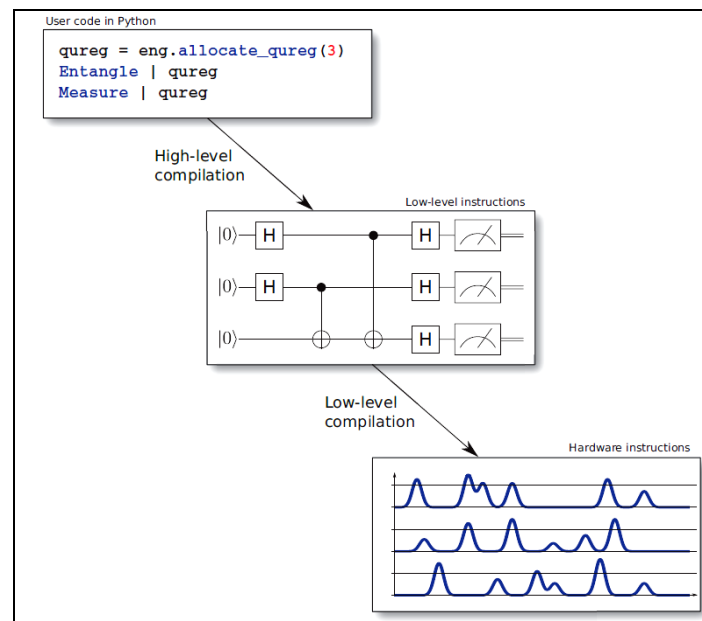 User code in Python
qureg = eng.allocate_qureg(3)
Entangle | qureg
Measure | qureg
High-level
compilation
Low-level instructions
|0⟩ H H
|0⟩ H H
|0⟩ H
Low-level
compilation
Hardware instructions